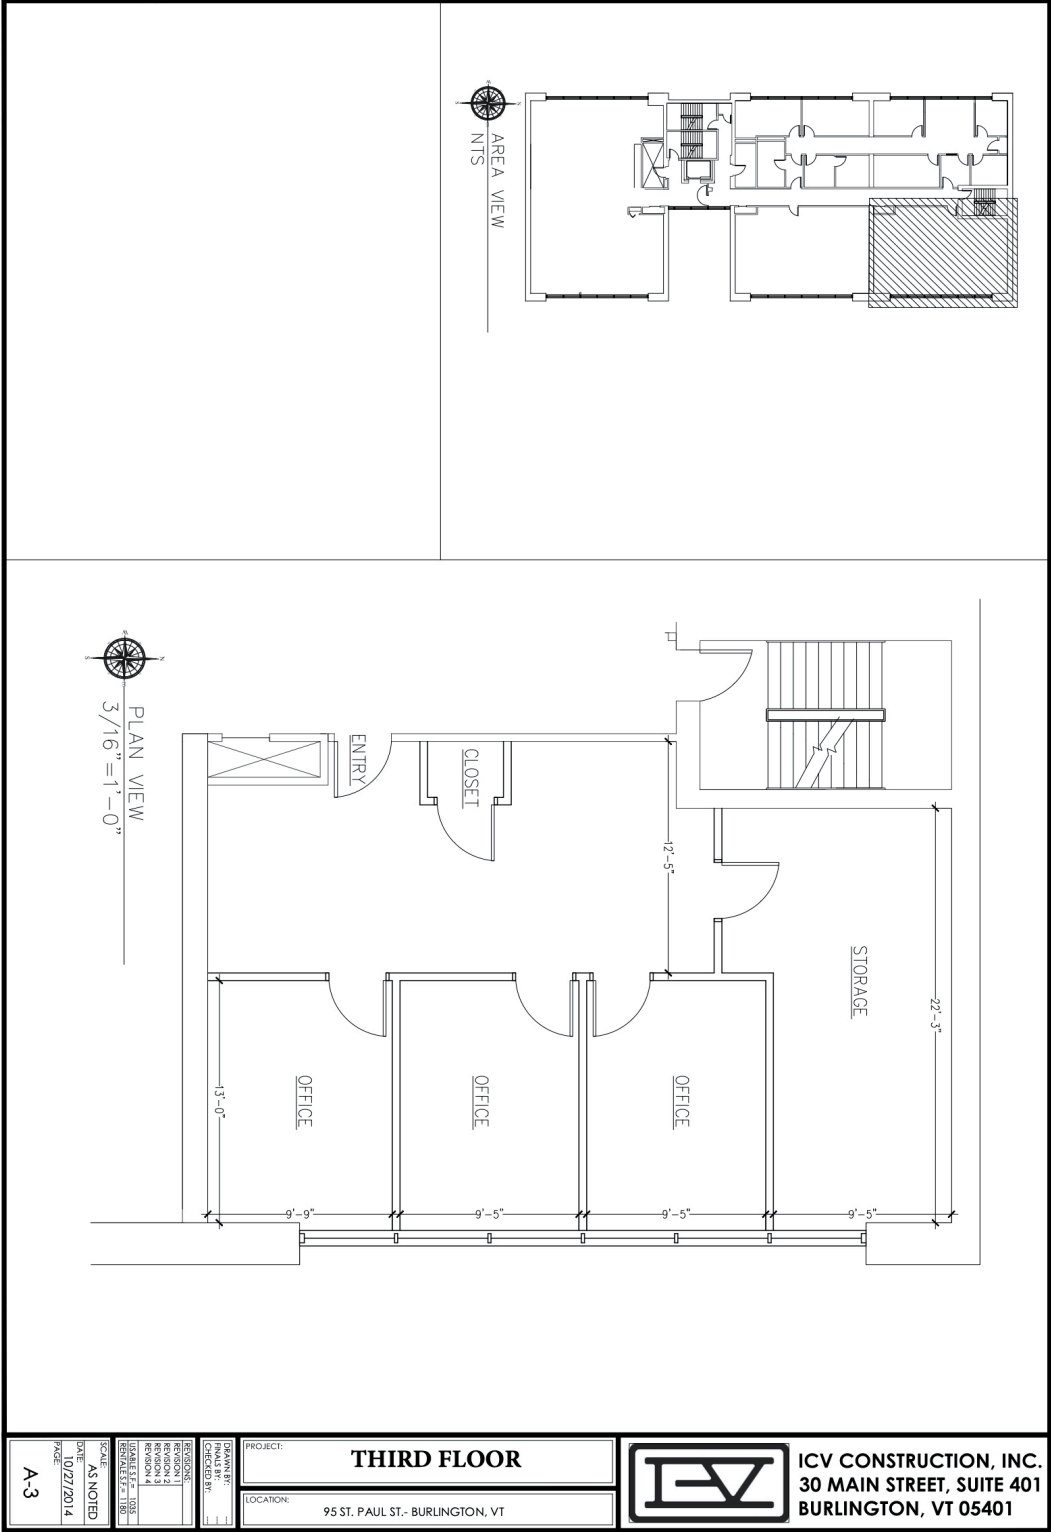 AREA VIEW
NTS
PLAN VIEW
3/16"=1'-0"
ENTRY
CLOSET
12'-5"
STORAGE
22'-3"
13'-0"
OFFICE
OFFICE
OFFICE
9'-9"
9'-5"
9'-5"
9'-5"
SCALE:
AS NOTED
DATE:
10/27/2014
PAGE:
A-3
REVISIONS:
REVISION 1
REVISION 2
REVISION 3
REVISION 4
USABLE S.F.= 1035
RENTALE S.F.= 1180
DRAWN BY:
FINALS BY:
CHECKED BY:
PROJECT:
THIRD FLOOR
LOCATION:
95 ST. PAUL ST.- BURLINGTON, VT
ICV
ICV CONSTRUCTION, INC.
30 MAIN STREET, SUITE 401
BURLINGTON, VT 05401